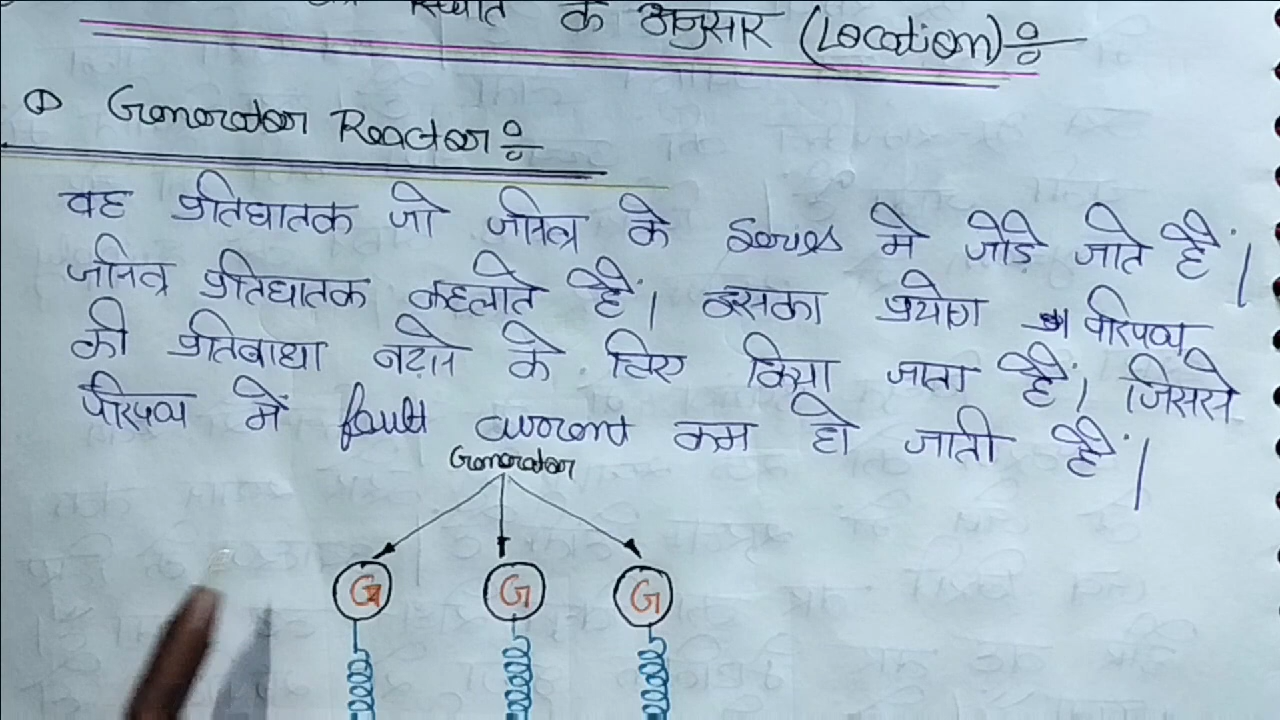 स्थिति के अनुसार (Location)÷
① Generator Reactor÷
वह प्रतिघातक जो जनित्र के Series मे जोड़े जाते हैं।
जनित्र प्रतिघातक कहलाते हैं। इसका प्रयोग परिपथ
की प्रतिबाधा बढ़ाने के लिए किया जाता हैं। जिससे
परिपथ में fault current कम हो जाती हैं।
Generator
G G G